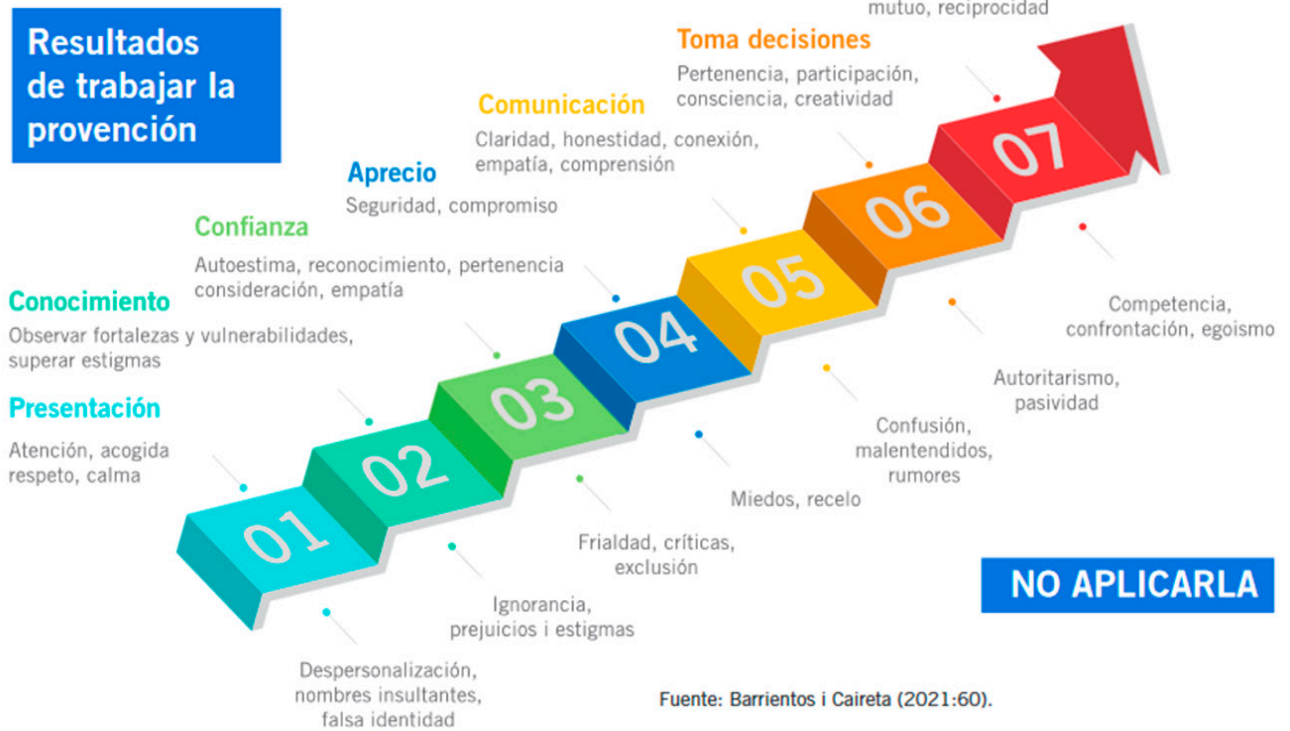 Resultados
de trabajar la
provención
mutuo, reciprocidad
Toma decisiones
Pertenencia, participación,
consciencia, creatividad
Comunicación
Claridad, honestidad, conexión,
empatía, comprensión
Aprecio
Seguridad, compromiso
Confianza
Autoestima, reconocimiento, pertenencia
consideración, empatía
Conocimiento
Observar fortalezas y vulnerabilidades,
superar estigmas
Presentación
Atención, acogida
respeto, calma
07
06
05
04
03
02
01
Competencia,
confrontación, egoismo
Autoritarismo,
pasividad
Confusión,
malentendidos,
rumores
Miedos, recelo
Frialdad, críticas,
exclusión
Ignorancia,
prejuicios i estigmas
Despersonalización,
nombres insultantes,
falsa identidad
NO APLICARLA
Fuente: Barrientos i Caireta (2021:60).